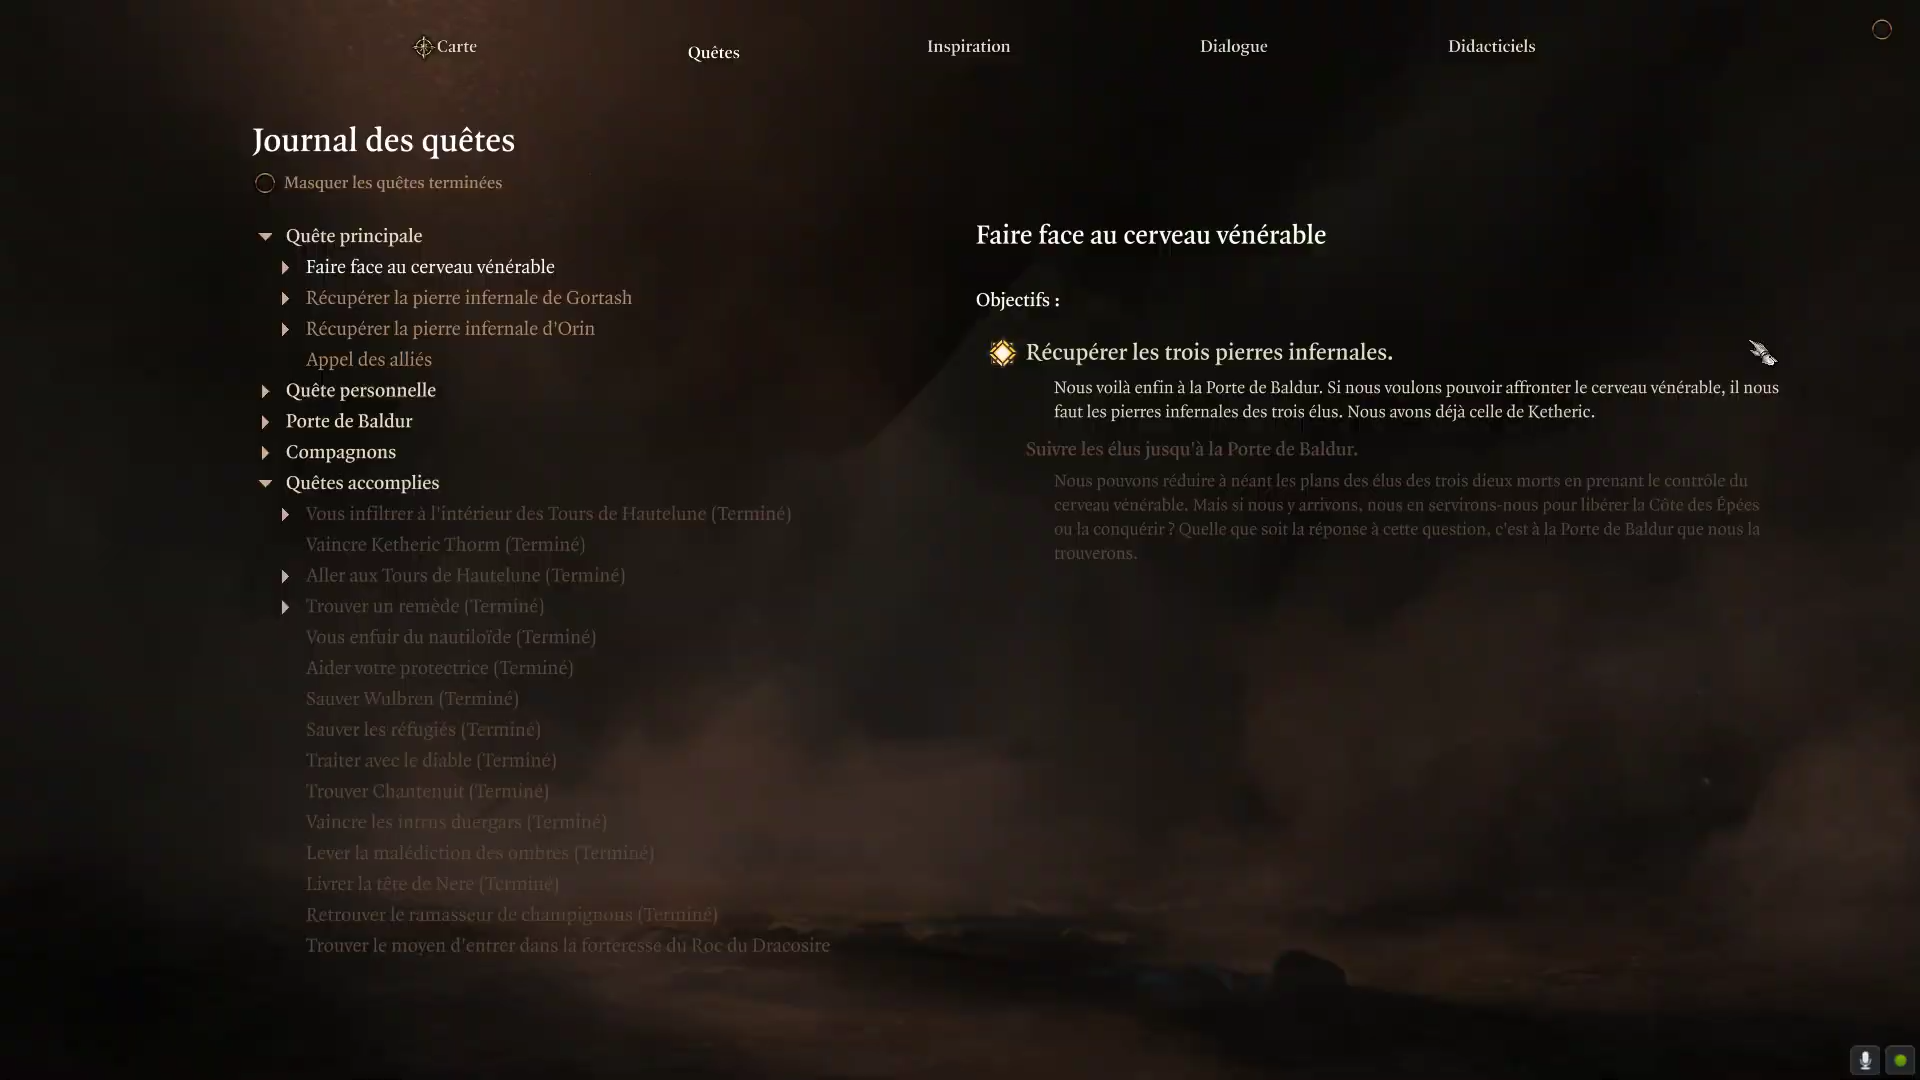 Carte
Quêtes
Inspiration
Dialogue
Didacticiels
Journal des quêtes
Masquer les quêtes terminées
Quête principale
Faire face au cerveau vénérable
Récupérer la pierre infernale de Gortash
Récupérer la pierre infernale d'Orin
Appel des alliés
Quête personnelle
Porte de Baldur
Compagnons
Quêtes accomplies
Vous infiltrer à l'intérieur des Tours de Hautelune (Terminé)
Vaincre Ketheric Thorm (Terminé)
Aller aux Tours de Hautelune (Terminé)
Trouver un remède (Terminé)
Vous enfuir du nautiloïde (Terminé)
Aider votre protectrice (Terminé)
Sauver Wulbren (Terminé)
Sauver les réfugiés (Terminé)
Traiter avec le diable (Terminé)
Trouver Chantenuit (Terminé)
Vaincre les intrus duergars (Terminé)
Lever la malédiction des ombres (Terminé)
Livrer la tête de Nere (Terminé)
Retrouver le ramasseur de champignons (Terminé)
Trouver le moyen d'entrer dans la forteresse du Roc du Dracosire
Faire face au cerveau vénérable
Objectifs :
Récupérer les trois pierres infernales.
Nous voilà enfin à la Porte de Baldur. Si nous voulons pouvoir affronter le cerveau vénérable, il nous
faut les pierres infernales des trois élus. Nous avons déjà celle de Ketheric.
Suivre les élus jusqu'à la Porte de Baldur.
Nous pouvons réduire à néant les plans des élus des trois dieux morts en prenant le contrôle du
cerveau vénérable. Mais si nous y arrivons, nous en servirons-nous pour libérer la Côte des Épées
ou la conquérir ? Quelle que soit la réponse à cette question, c'est à la Porte de Baldur que nous la
trouverons.